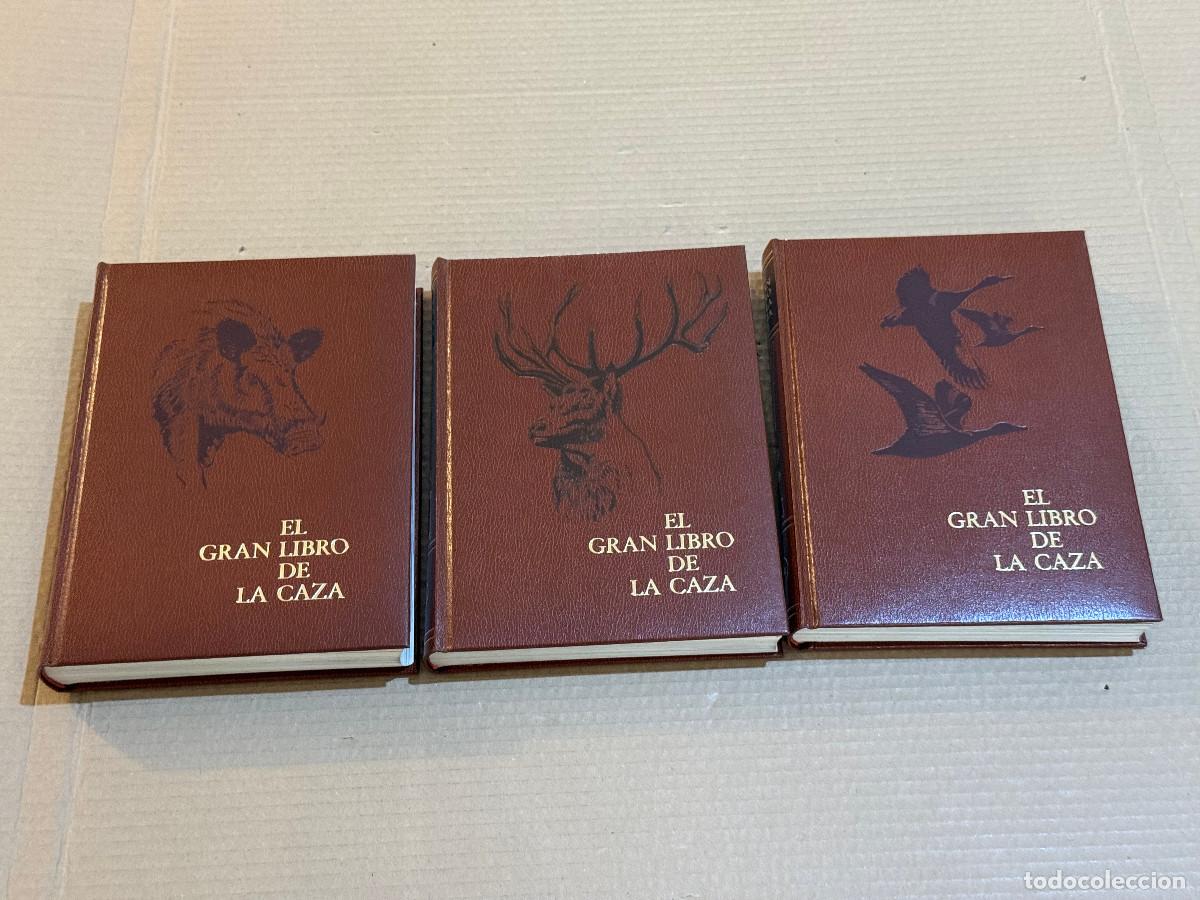 EL
GRAN LIBRO
DE
LA CAZA
EL
GRAN LIBRO
DE
LA CAZA
EL
GRAN LIBRO
DE
LA CAZA
todocoleccion